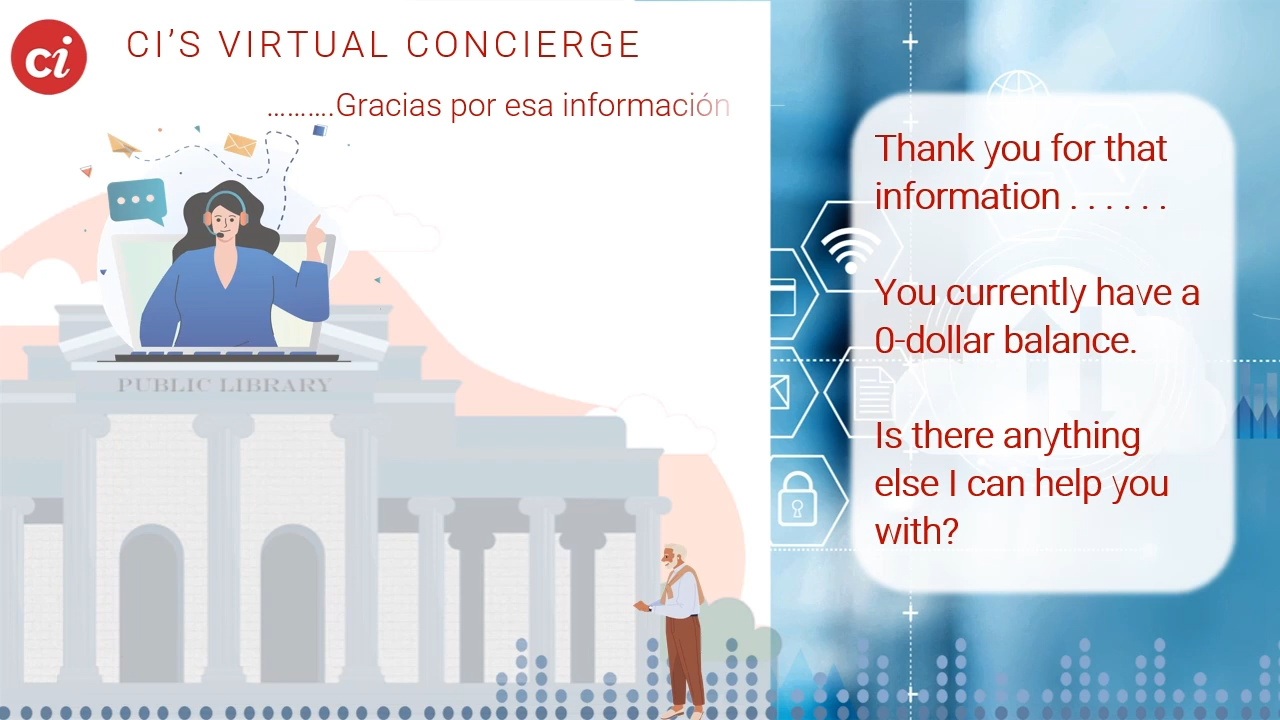 ci
CI’S VIRTUAL CONCIERGE
..........Gracias por esa información
PUBLIC LIBRARY
Thank you for that
information . . . . . .
You currently have a
0-dollar balance.
Is there anything
else I can help you
with?